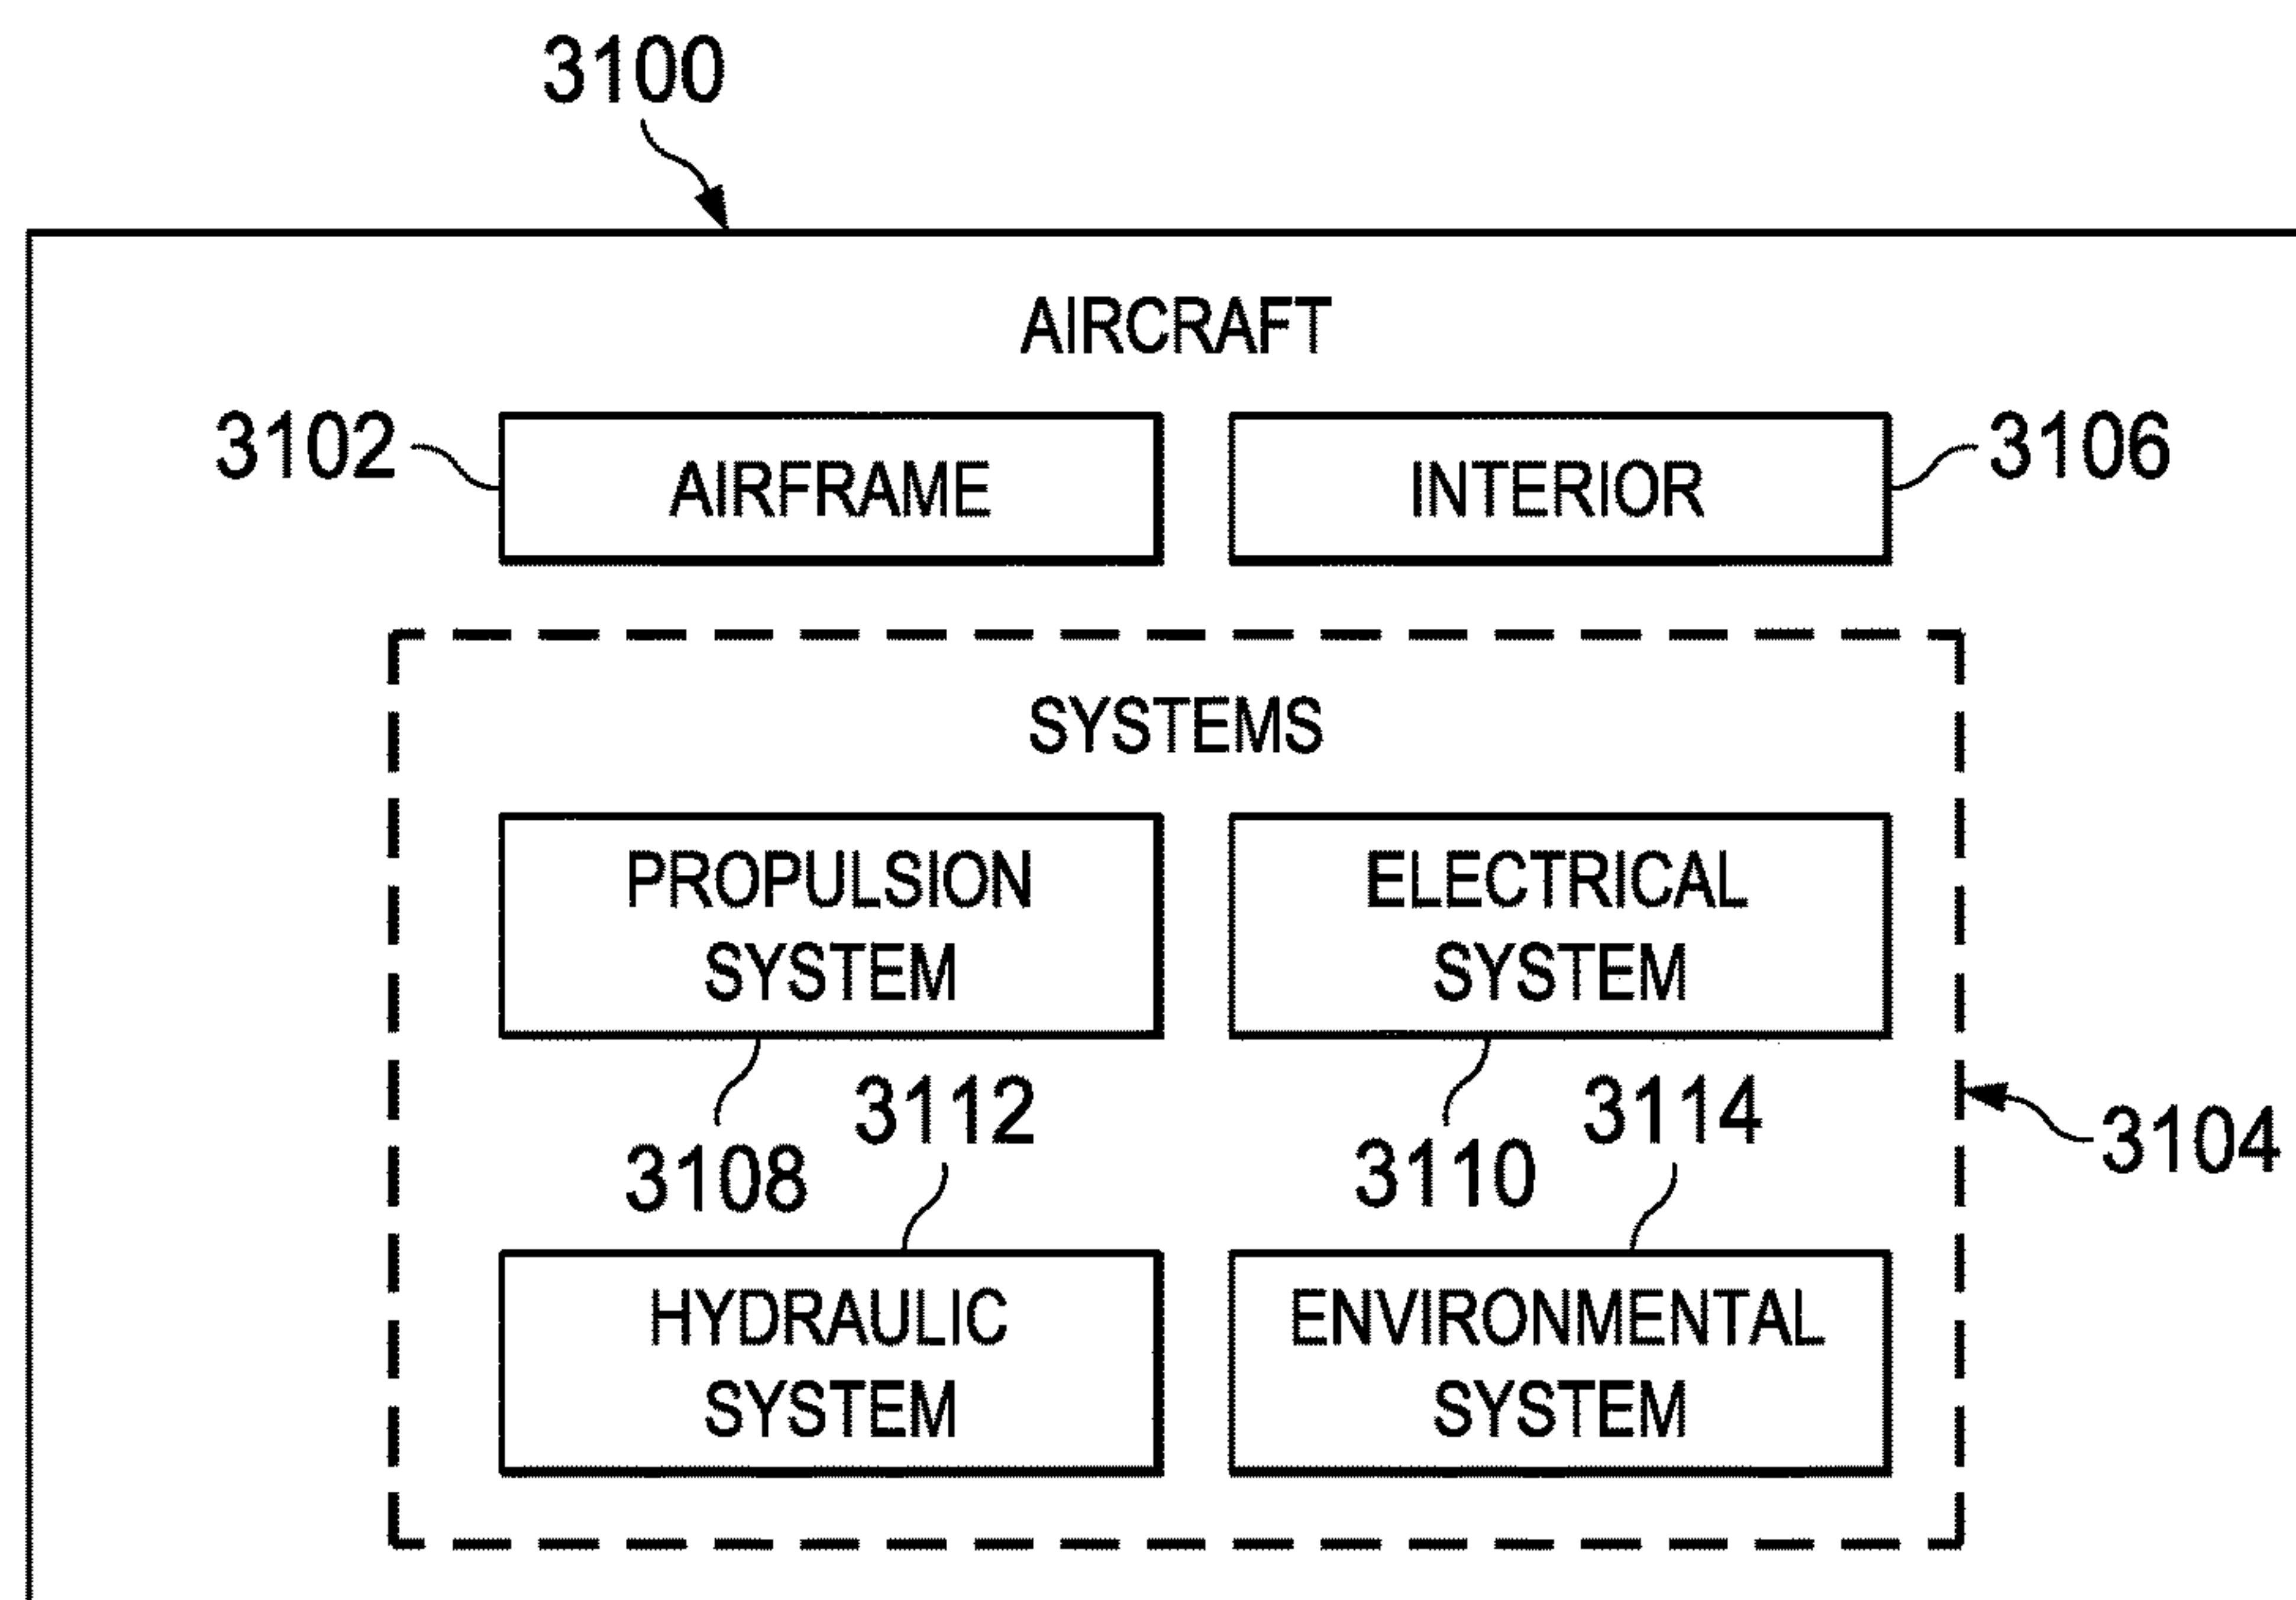 3100
AIRCRAFT
3102
AIRFRAME
INTERIOR
3106
SYSTEMS
PROPULSION
SYSTEM
ELECTRICAL
SYSTEM
3112
3114
3108
3110
3104
HYDRAULIC
SYSTEM
ENVIRONMENTAL
SYSTEM